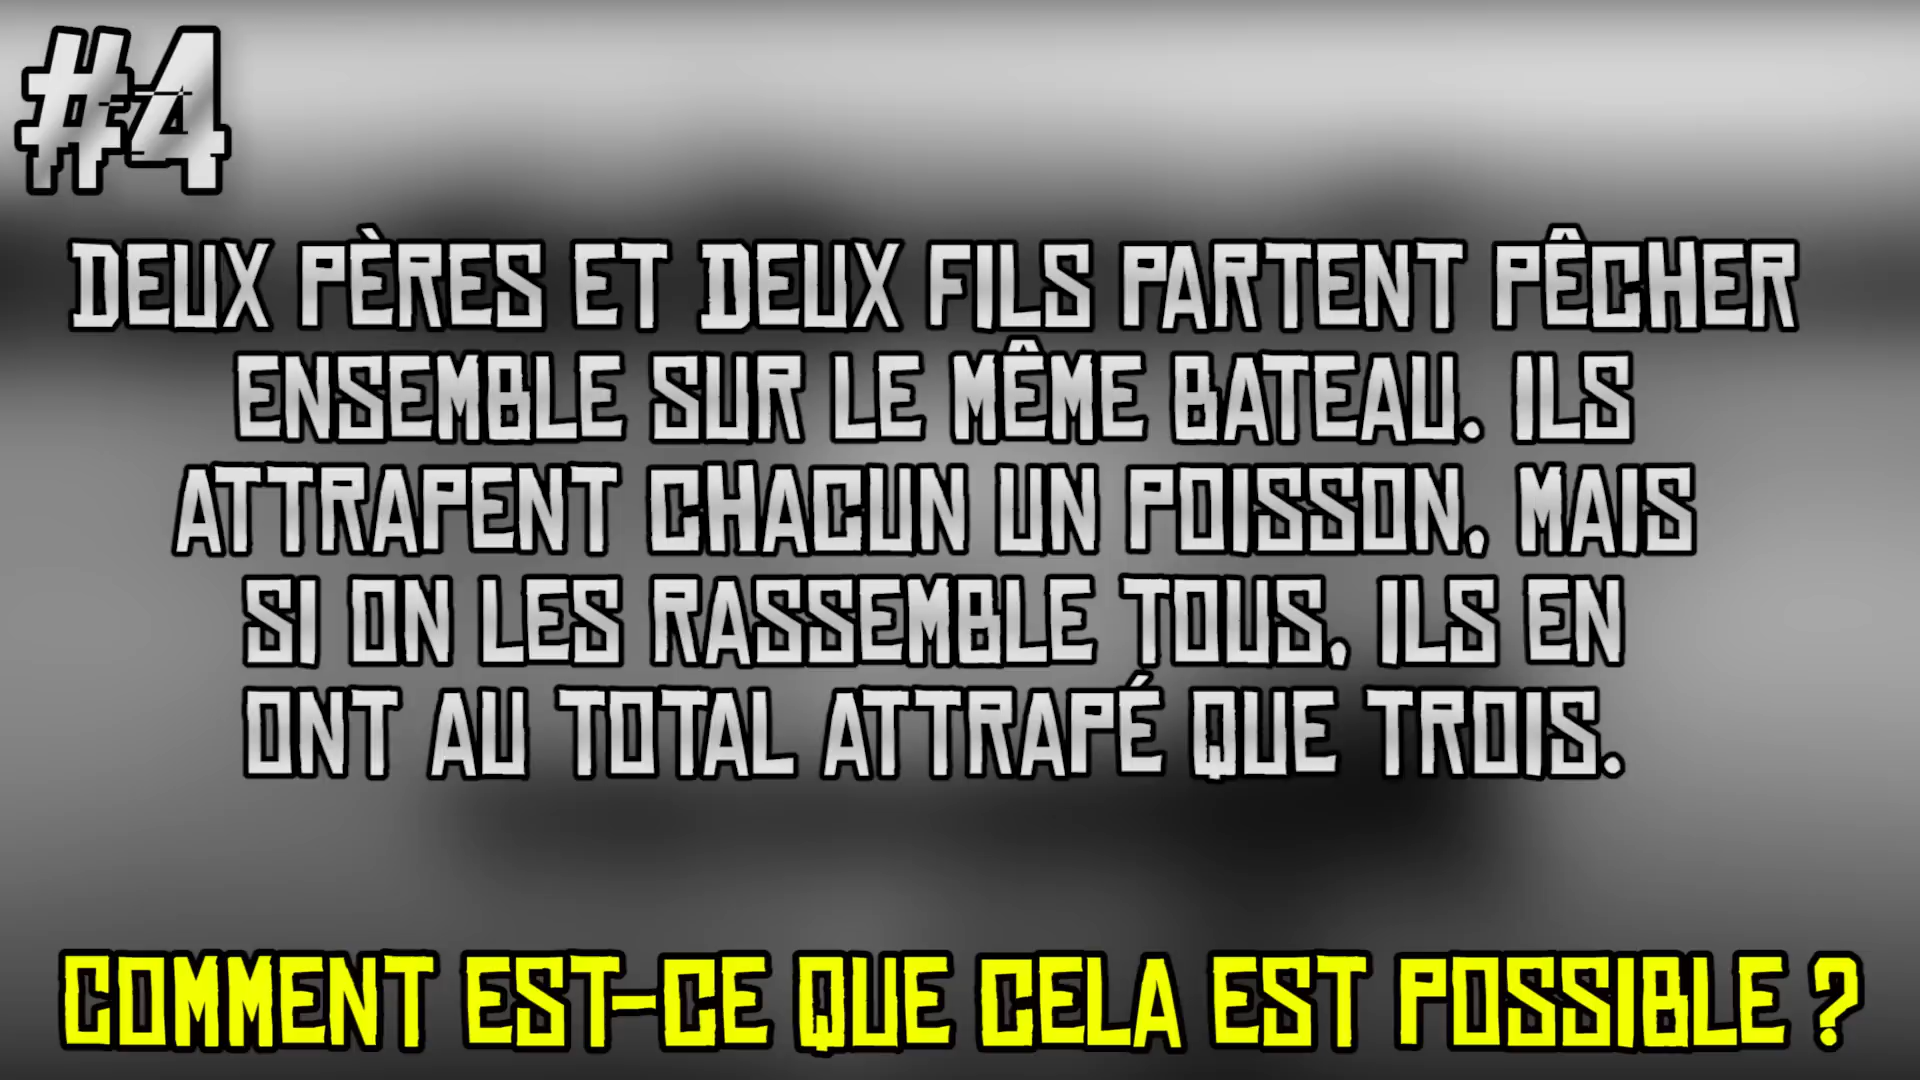 #4
DEUX PÈRES ET DEUX FILS PARTENT PÊCHER
ENSEMBLE SUR LE MÊME BATEAU. ILS
ATTRAPENT CHACUN UN POISSON, MAIS
SI ON LES RASSEMBLE TOUS, ILS EN
ONT AU TOTAL ATTRAPÉ QUE TROIS.
COMMENT EST-CE QUE CELA EST POSSIBLE ?